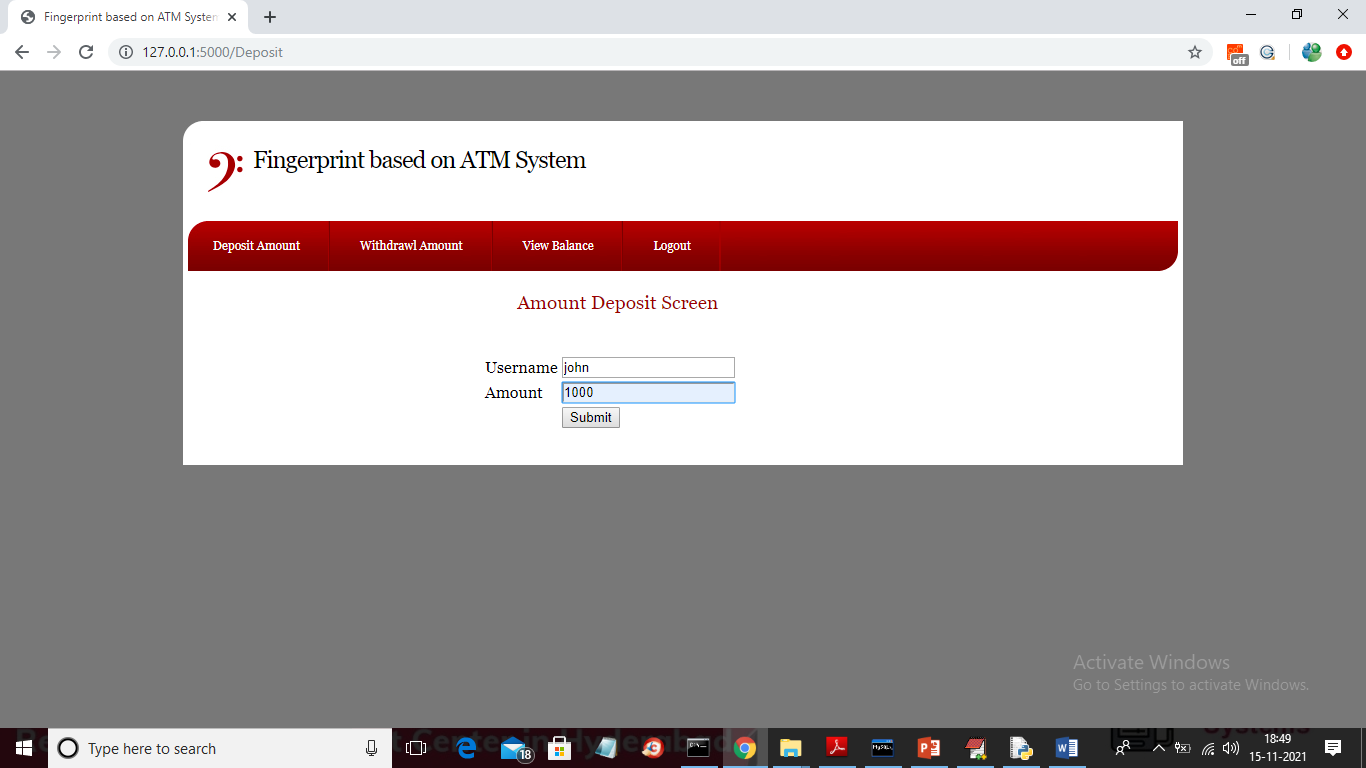 Fingerprint based on ATM System
127.0.0.1:5000/Deposit
off
Fingerprint based on ATM System
Deposit Amount Withdrawl Amount View Balance Logout
Amount Deposit Screen
Username john
Amount 1000
Submit
Activate Windows
Go to Settings to activate Windows.
Type here to search
18
18:49
15-11-2021